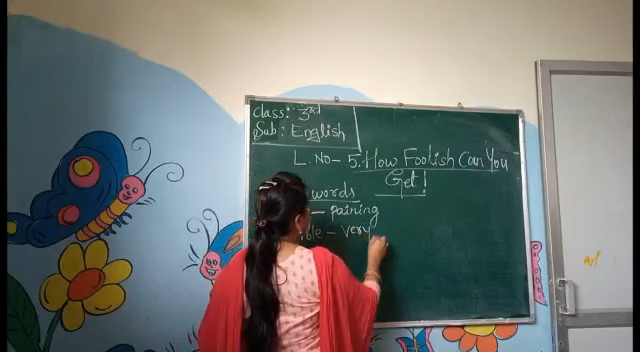 Class: 3rd
Sub: English
L. No- 5. How Foolish Can You
Get!
words
- paining
- very